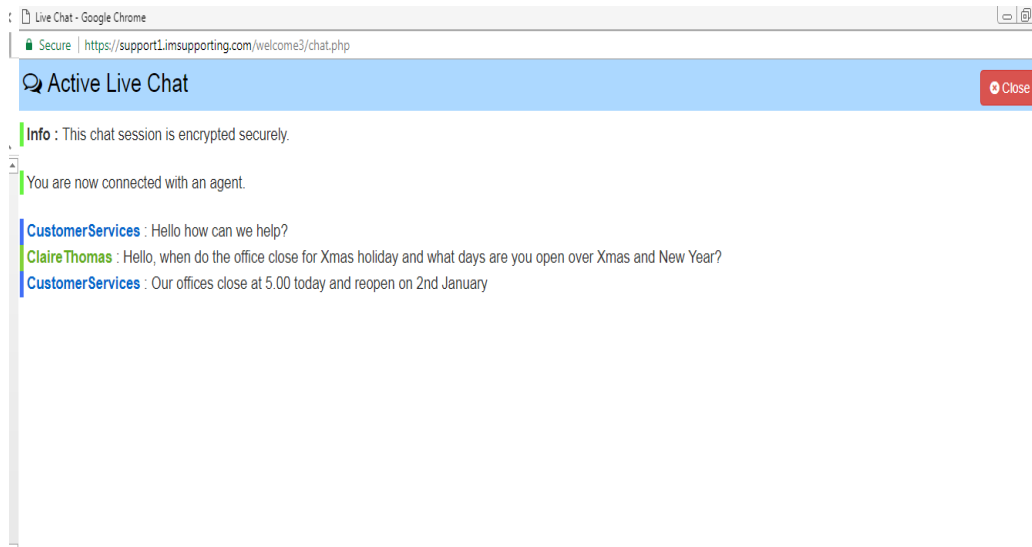 Live Chat - Google Chrome
Secure | https://support1.imsupporting.com/welcome3/chat.php
Active Live Chat
Close
Info : This chat session is encrypted securely.
You are now connected with an agent.
CustomerServices : Hello how can we help?
ClaireThomas : Hello, when do the office close for Xmas holiday and what days are you open over Xmas and New Year?
CustomerServices : Our offices close at 5.00 today and reopen on 2nd January